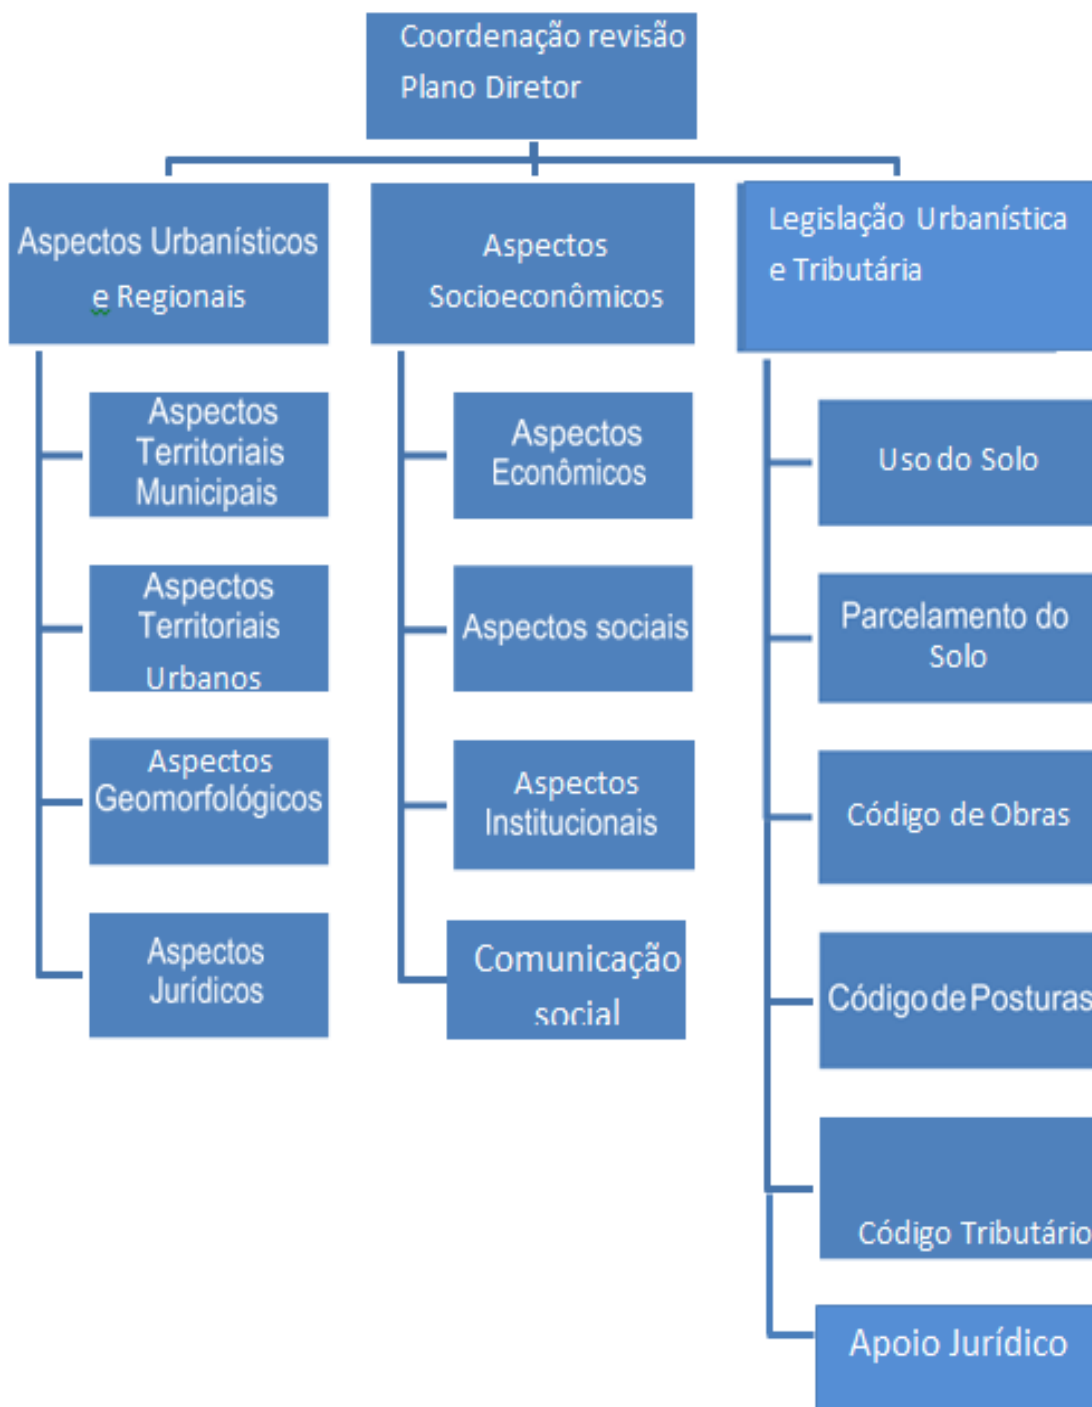 Coordenação revisão
Plano Diretor
Aspectos Urbanísticos
e Regionais
Aspectos
Territoriais
Municipais
Aspectos
Territoriais
Urbanos
Aspectos
Geomorfológicos
Aspectos
Jurídicos
Aspectos
Socioeconômicos
Aspectos
Econômicos
Aspectos sociais
Aspectos
Institucionais
Comunicação
social
Legislação Urbanística
e Tributária
Uso do Solo
Parcelamento do
Solo
Código de Obras
Código de Posturas
Código Tributário
Apoio Jurídico